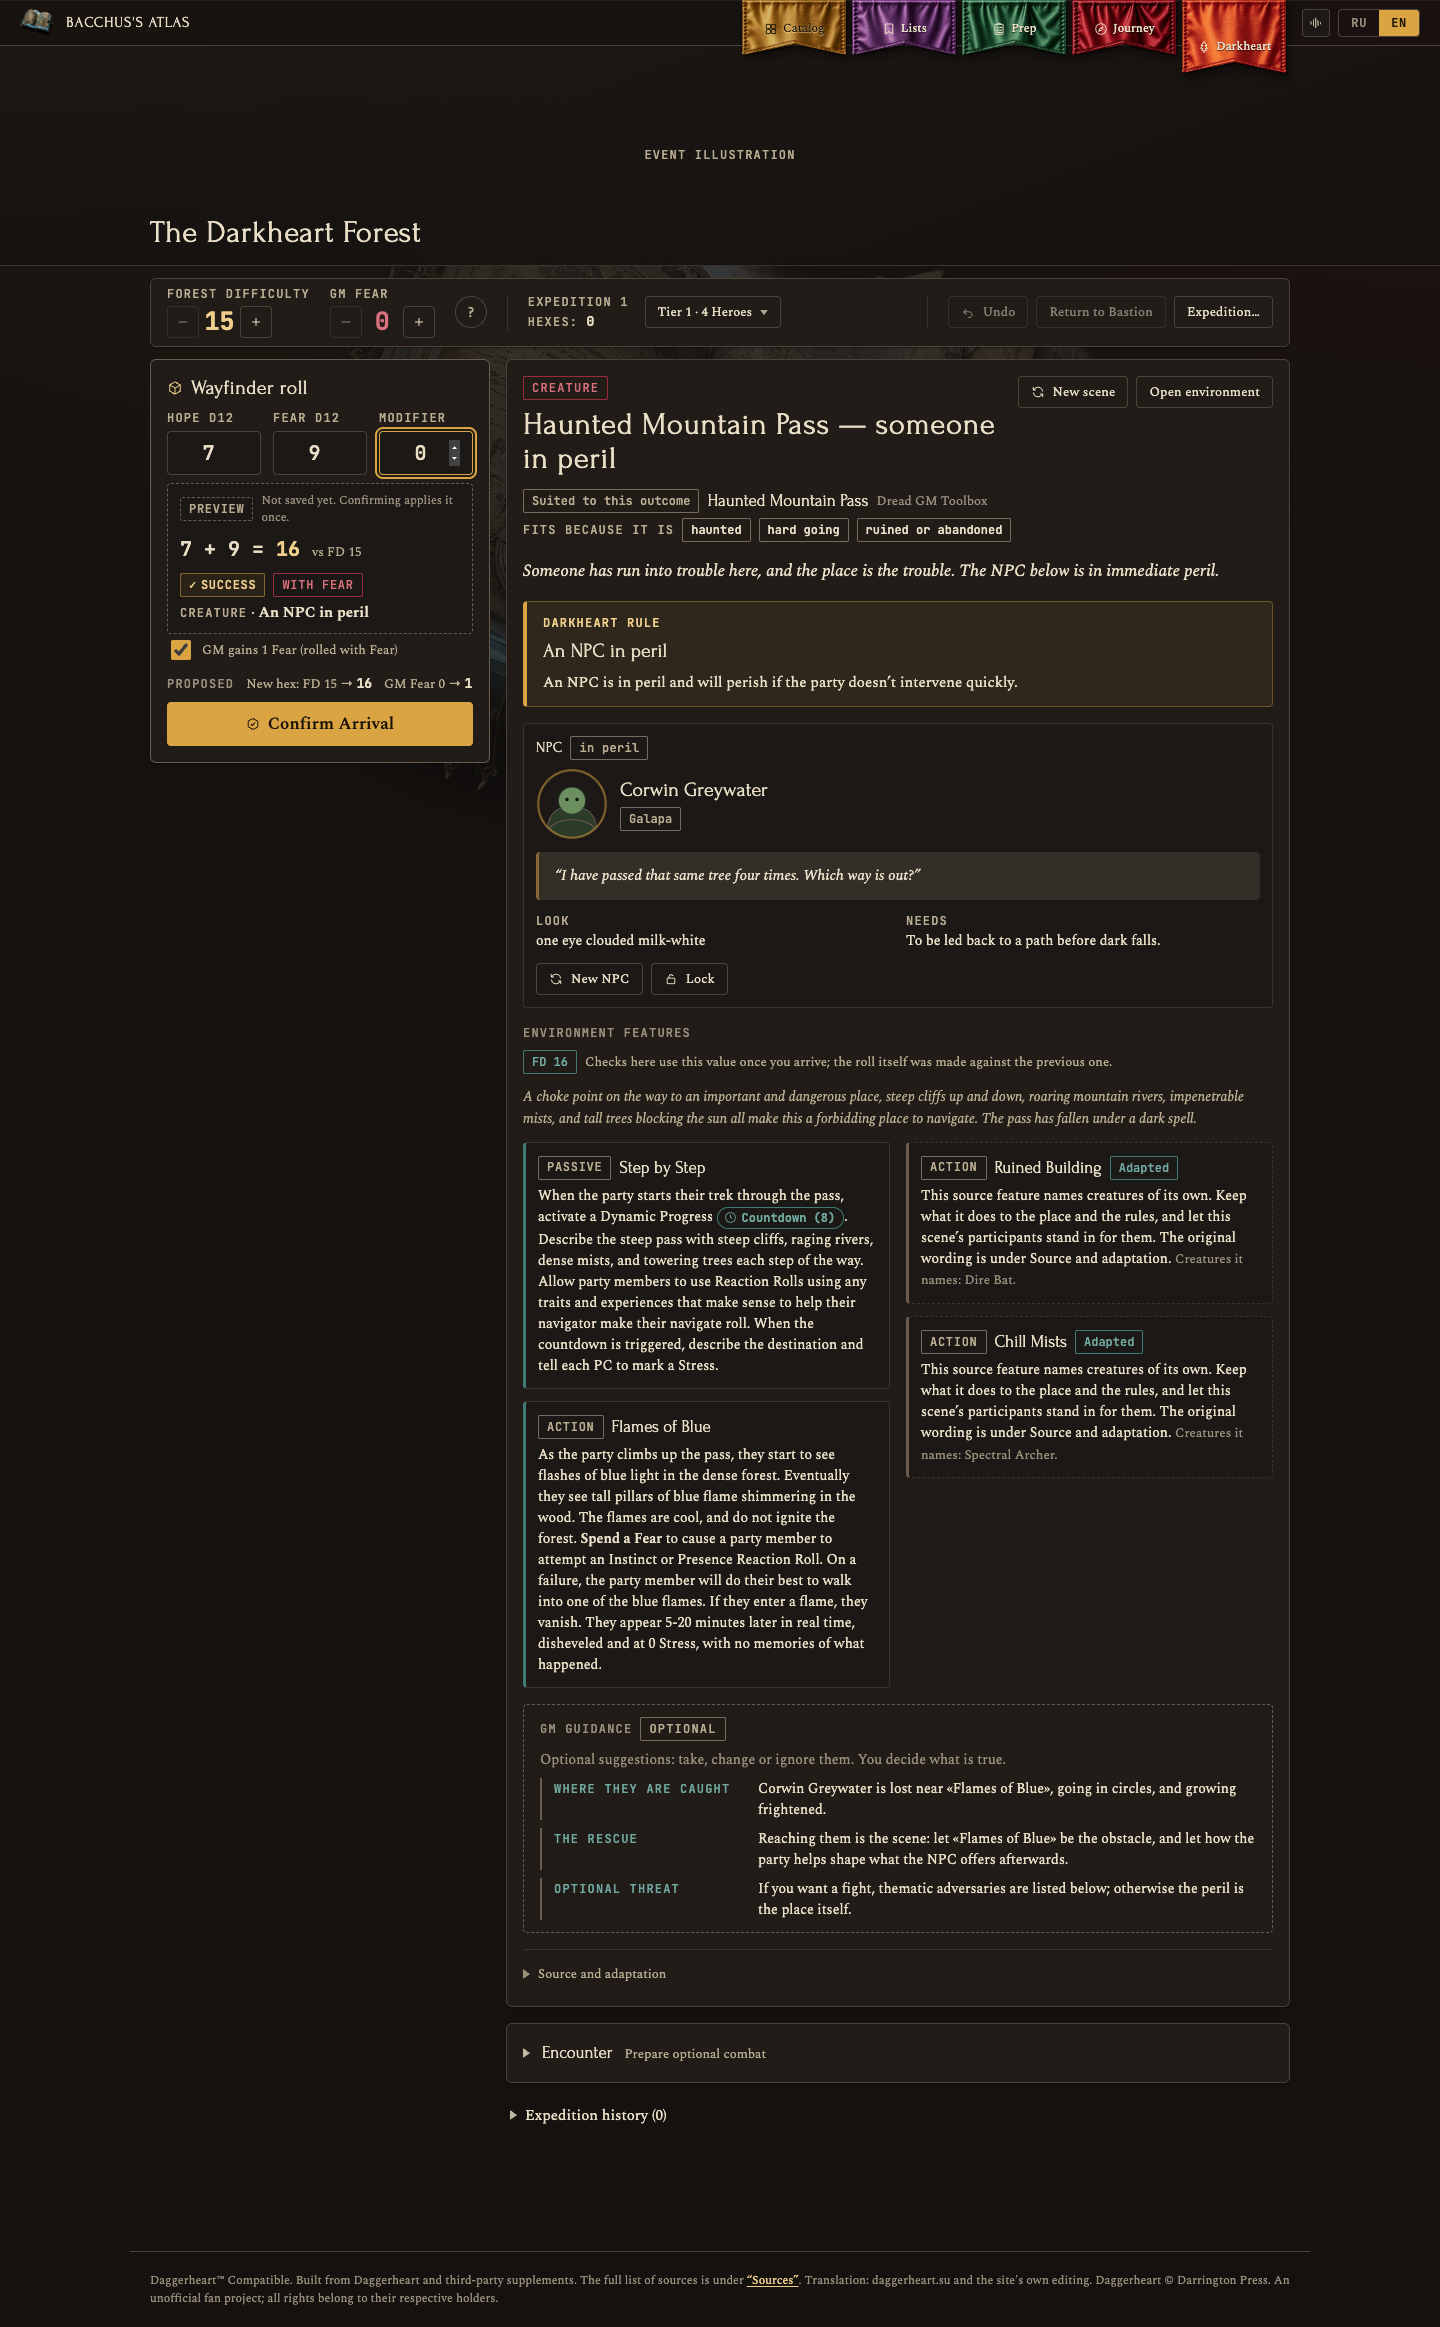 BACCHUS'S ATLAS
Catalog
Lists
Prep
Journey
Darkheart
RU
EN
EVENT ILLUSTRATION
The Darkheart Forest
FOREST DIFFICULTY
− 15 +
GM FEAR
− 0 +
?
EXPEDITION 1
HEXES: 0
Tier 1 · 4 Heroes
Undo
Return to Bastion
Expedition…
Wayfinder roll
HOPE D12 FEAR D12 MODIFIER
7 9 0
PREVIEW Not saved yet. Confirming applies it
once.
7 + 9 = 16 vs FD 15
✓ SUCCESS WITH FEAR
CREATURE · An NPC in peril
GM gains 1 Fear (rolled with Fear)
PROPOSED New hex: FD 15 → 16 GM Fear 0 → 1
Confirm Arrival
CREATURE
New scene
Open environment
Haunted Mountain Pass — someone
in peril
Suited to this outcome Haunted Mountain Pass Dread GM Toolbox
FITS BECAUSE IT IS haunted hard going ruined or abandoned
Someone has run into trouble here, and the place is the trouble. The NPC below is in immediate peril.
DARKHEART RULE
An NPC in peril
An NPC is in peril and will perish if the party doesn’t intervene quickly.
NPC in peril
Corwin Greywater
Galapa
“I have passed that same tree four times. Which way is out?”
LOOK
one eye clouded milk-white
NEEDS
To be led back to a path before dark falls.
New NPC
Lock
ENVIRONMENT FEATURES
FD 16 Checks here use this value once you arrive; the roll itself was made against the previous one.
A choke point on the way to an important and dangerous place, steep cliffs up and down, roaring mountain rivers, impenetrable
mists, and tall trees blocking the sun all make this a forbidding place to navigate. The pass has fallen under a dark spell.
PASSIVE Step by Step
When the party starts their trek through the pass,
activate a Dynamic Progress Countdown (8).
Describe the steep pass with steep cliffs, raging rivers,
dense mists, and towering trees each step of the way.
Allow party members to use Reaction Rolls using any
traits and experiences that make sense to help their
navigator make their navigate roll. When the
countdown is triggered, describe the destination and
tell each PC to mark a Stress.
ACTION Flames of Blue
As the party climbs up the pass, they start to see
flashes of blue light in the dense forest. Eventually
they see tall pillars of blue flame shimmering in the
wood. The flames are cool, and do not ignite the
forest. Spend a Fear to cause a party member to
attempt an Instinct or Presence Reaction Roll. On a
failure, the party member will do their best to walk
into one of the blue flames. If they enter a flame, they
vanish. They appear 5-20 minutes later in real time,
disheveled and at 0 Stress, with no memories of what
happened.
ACTION Ruined Building Adapted
This source feature names creatures of its own. Keep
what it does to the place and the rules, and let this
scene’s participants stand in for them. The original
wording is under Source and adaptation. Creatures it
names: Dire Bat.
ACTION Chill Mists Adapted
This source feature names creatures of its own. Keep
what it does to the place and the rules, and let this
scene’s participants stand in for them. The original
wording is under Source and adaptation. Creatures it
names: Spectral Archer.
GM GUIDANCE OPTIONAL
Optional suggestions: take, change or ignore them. You decide what is true.
WHERE THEY ARE CAUGHT
Corwin Greywater is lost near «Flames of Blue», going in circles, and growing
frightened.
THE RESCUE
Reaching them is the scene: let «Flames of Blue» be the obstacle, and let how the
party helps shape what the NPC offers afterwards.
OPTIONAL THREAT
If you want a fight, thematic adversaries are listed below; otherwise the peril is
the place itself.
Source and adaptation
Encounter Prepare optional combat
Expedition history (0)
Daggerheart™ Compatible. Built from Daggerheart and third-party supplements. The full list of sources is under “Sources”. Translation: daggerheart.su and the site's own editing. Daggerheart © Darrington Press. An
unofficial fan project; all rights belong to their respective holders.